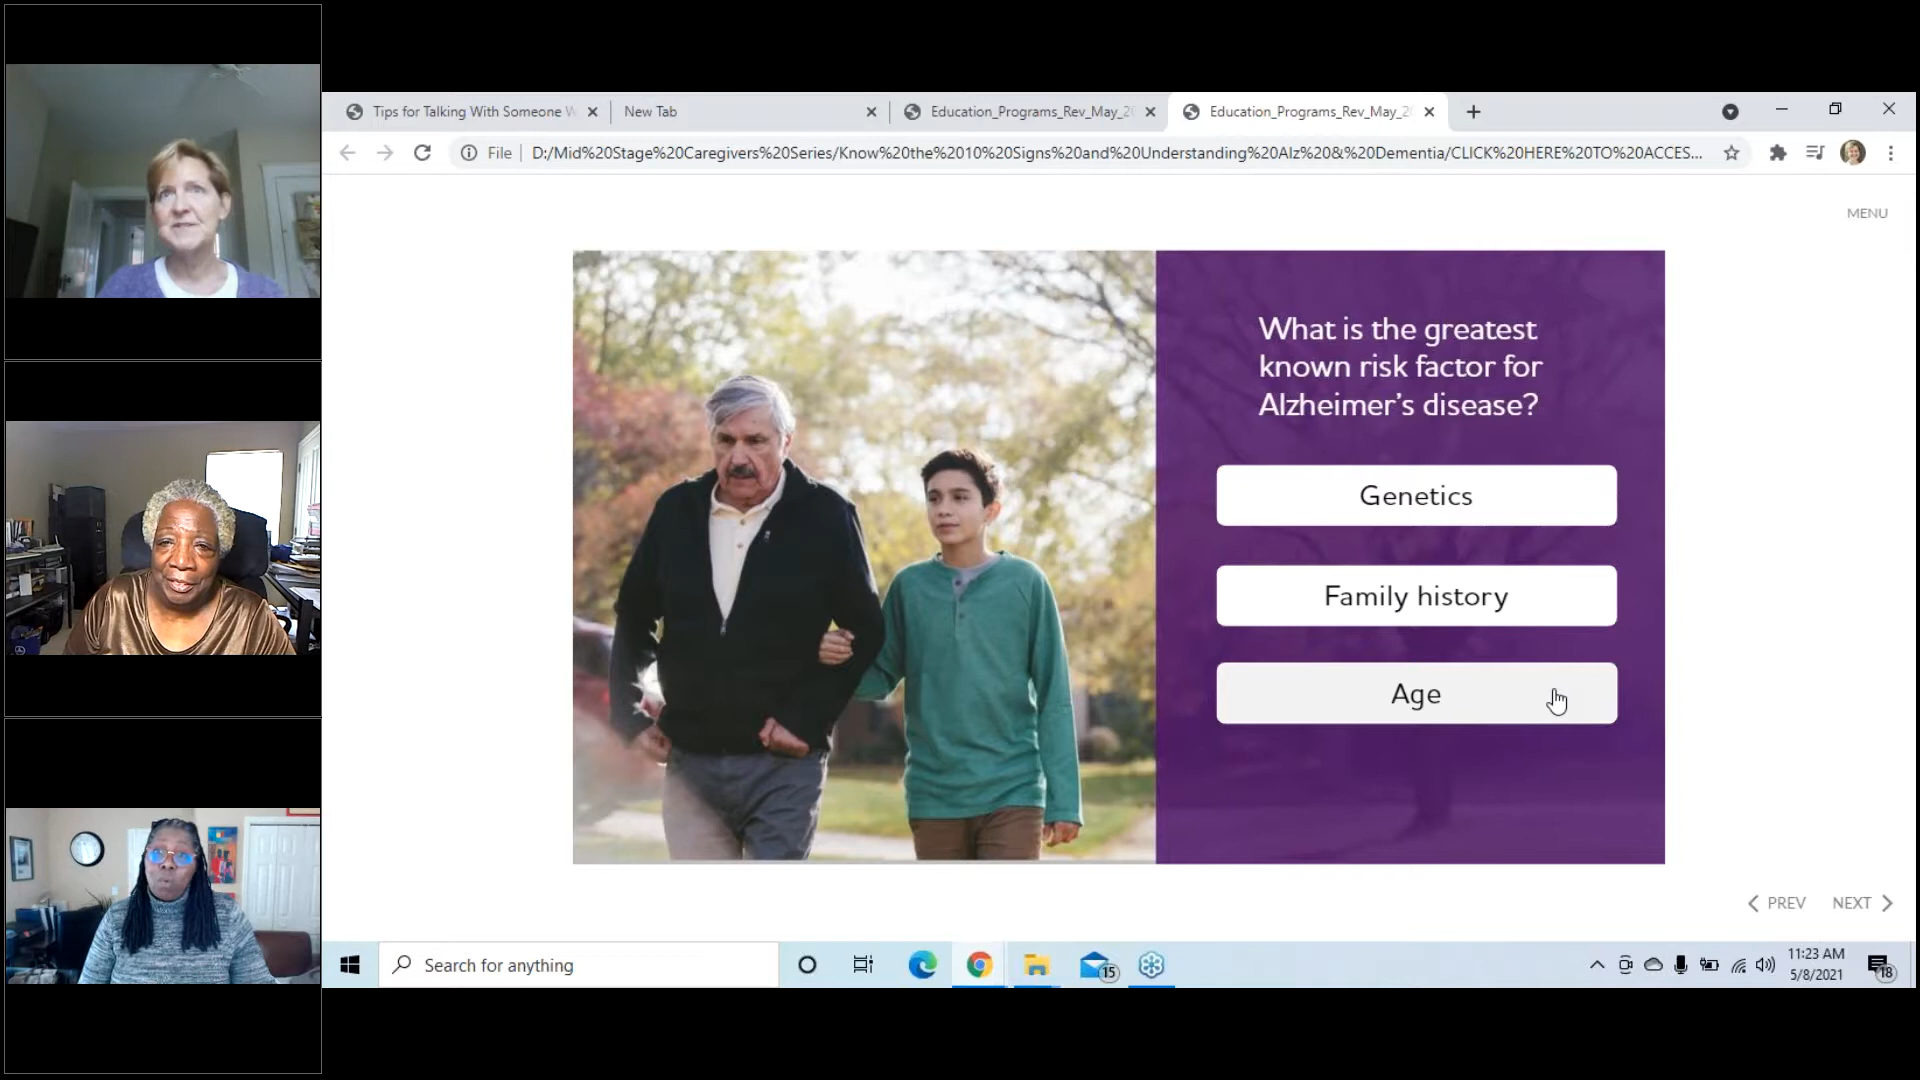 Tips for Talking With Someone W
New Tab
Education_Programs_Rev_May_20
Education_Programs_Rev_May_20
File
D:/Mid%20Stage%20Caregivers%20Series/Know%20the%2010%20Signs%20and%20Understanding%20Alz%20&%20Dementia/CLICK%20HERE%20TO%20ACCES...
MENU
What is the greatest
known risk factor for
Alzheimer's disease?
Genetics
Family history
Age
PREV
NEXT
Search for anything
15
11:23 AM
5/8/2021
18